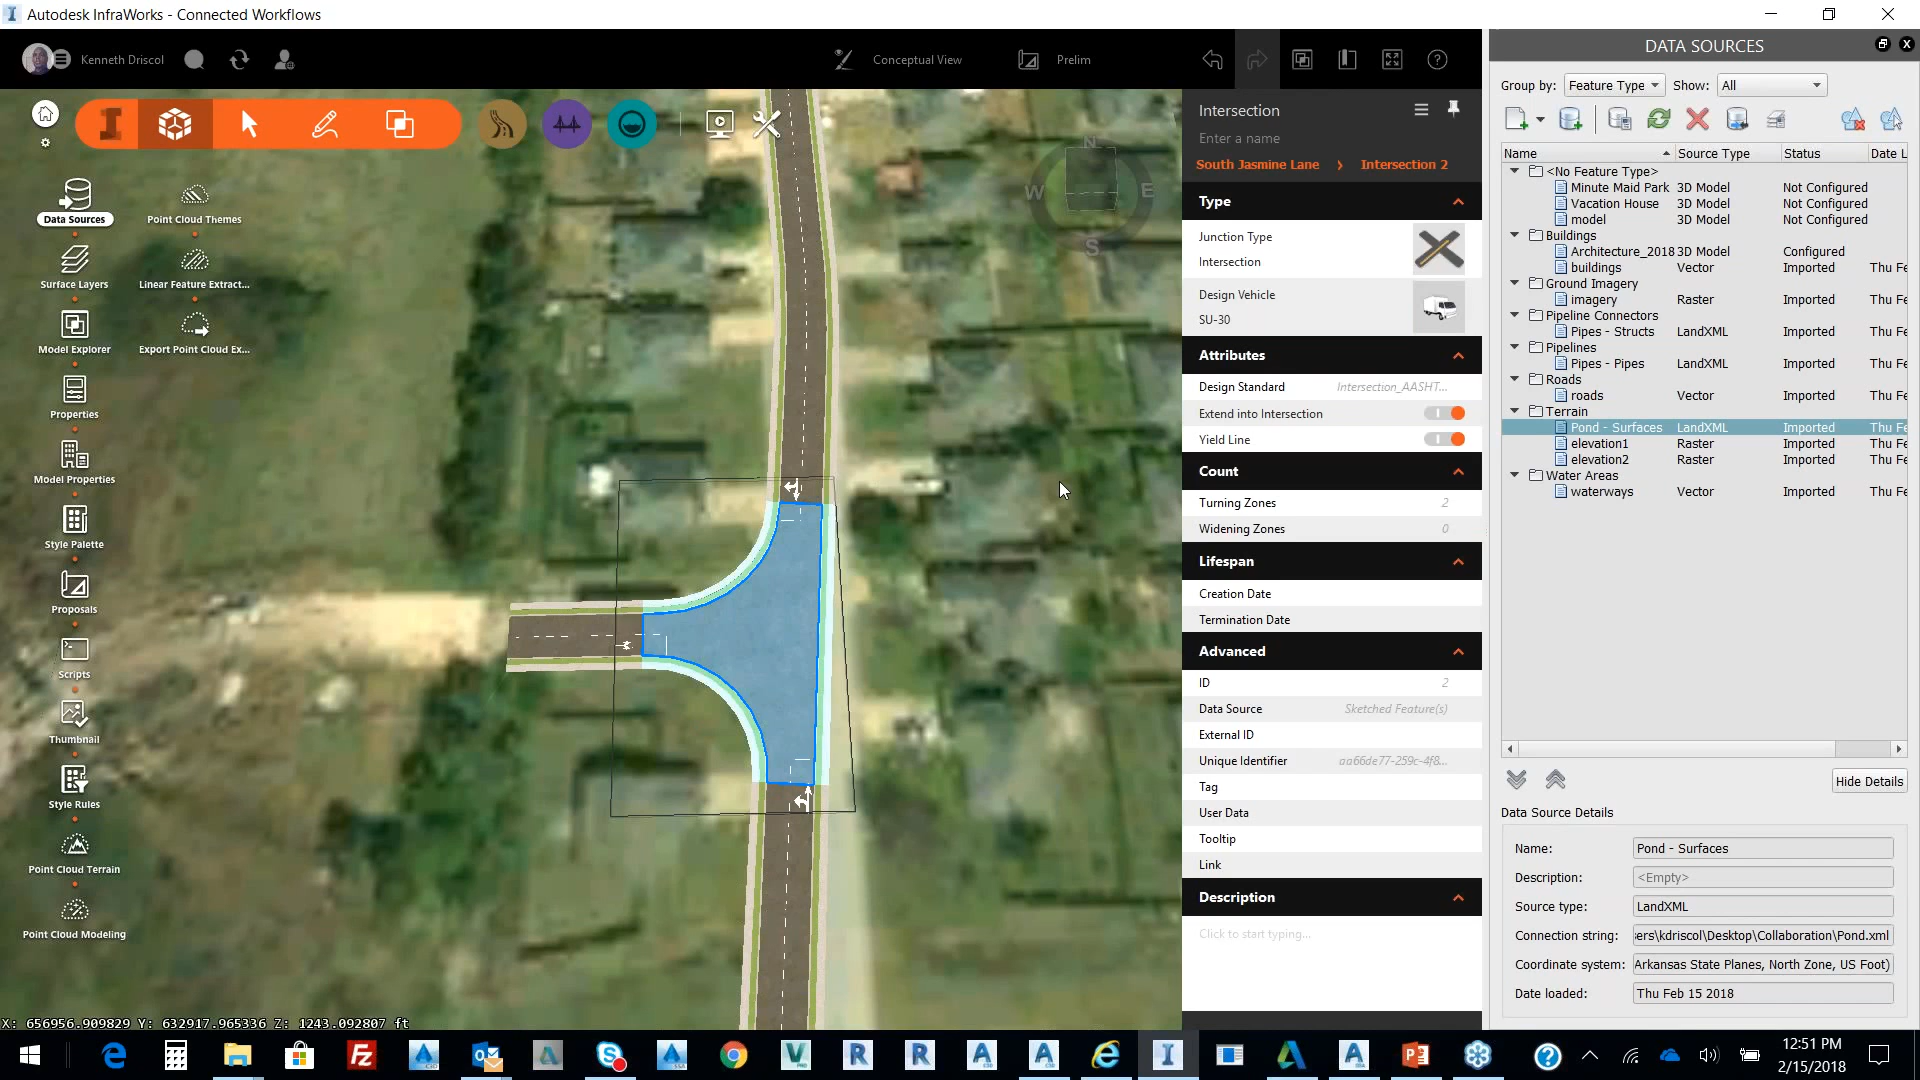 Autodesk InfraWorks - Connected Workflows
Kenneth Driscol
Conceptual View
Prelim
Data Sources
Surface Layers
Model Explorer
Properties
Model Properties
Style Palette
Proposals
Scripts
Thumbnail
Style Rules
Point Cloud Terrain
Point Cloud Modeling
Point Cloud Themes
Linear Feature Extract...
Export Point Cloud Ex...
N
W
E
S
X: 656956.909829 Y: 632917.965336 Z: 1243.092807 ft
Intersection
Enter a name
South Jasmine Lane > Intersection 2
Type
Junction Type
Intersection
Design Vehicle
SU-30
Attributes
Design Standard Intersection_AASHT...
Extend into Intersection
Yield Line
Count
Turning Zones 2
Widening Zones 0
Lifespan
Creation Date
Termination Date
Advanced
ID 2
Data Source Sketched Feature(s)
External ID
Unique Identifier aa66de77-259c-4f8...
Tag
User Data
Tooltip
Link
Description
Click to start typing...
DATA SOURCES
Group by: Feature Type Show: All
Name Source Type Status Date L
<No Feature Type>
Minute Maid Park 3D Model Not Configured
Vacation House 3D Model Not Configured
model 3D Model Not Configured
Buildings
Architecture_2018 3D Model Configured
buildings Vector Imported Thu Fe
Ground Imagery
imagery Raster Imported Thu Fe
Pipeline Connectors
Pipes - Structs LandXML Imported Thu Fe
Pipelines
Pipes - Pipes LandXML Imported Thu Fe
Roads
roads Vector Imported Thu Fe
Terrain
Pond - Surfaces LandXML Imported Thu Fe
elevation1 Raster Imported Thu Fe
elevation2 Raster Imported Thu Fe
Water Areas
waterways Vector Imported Thu Fe
Hide Details
Data Source Details
Name: Pond - Surfaces
Description: <Empty>
Source type: LandXML
Connection string: ers\kdriscol\Desktop\Collaboration\Pond.xml
Coordinate system: Arkansas State Planes, North Zone, US Foot)
Date loaded: Thu Feb 15 2018
12:51 PM
2/15/2018